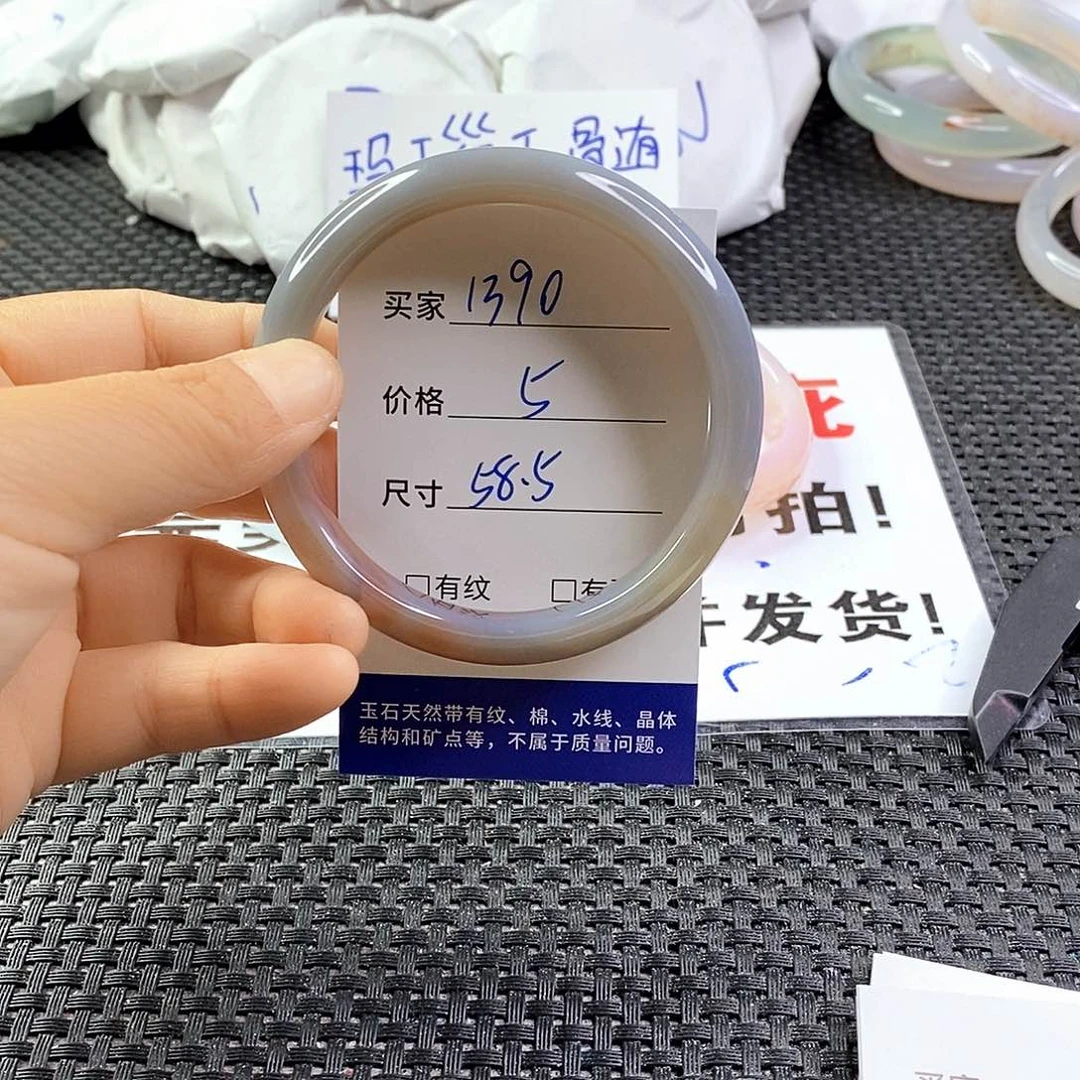 买家 1390
价格 5
尺寸 58.5
□有纹 □有
拍!
发货!
玉石天然带有纹、棉、水线、晶体
结构和矿点等，不属于质量问题。